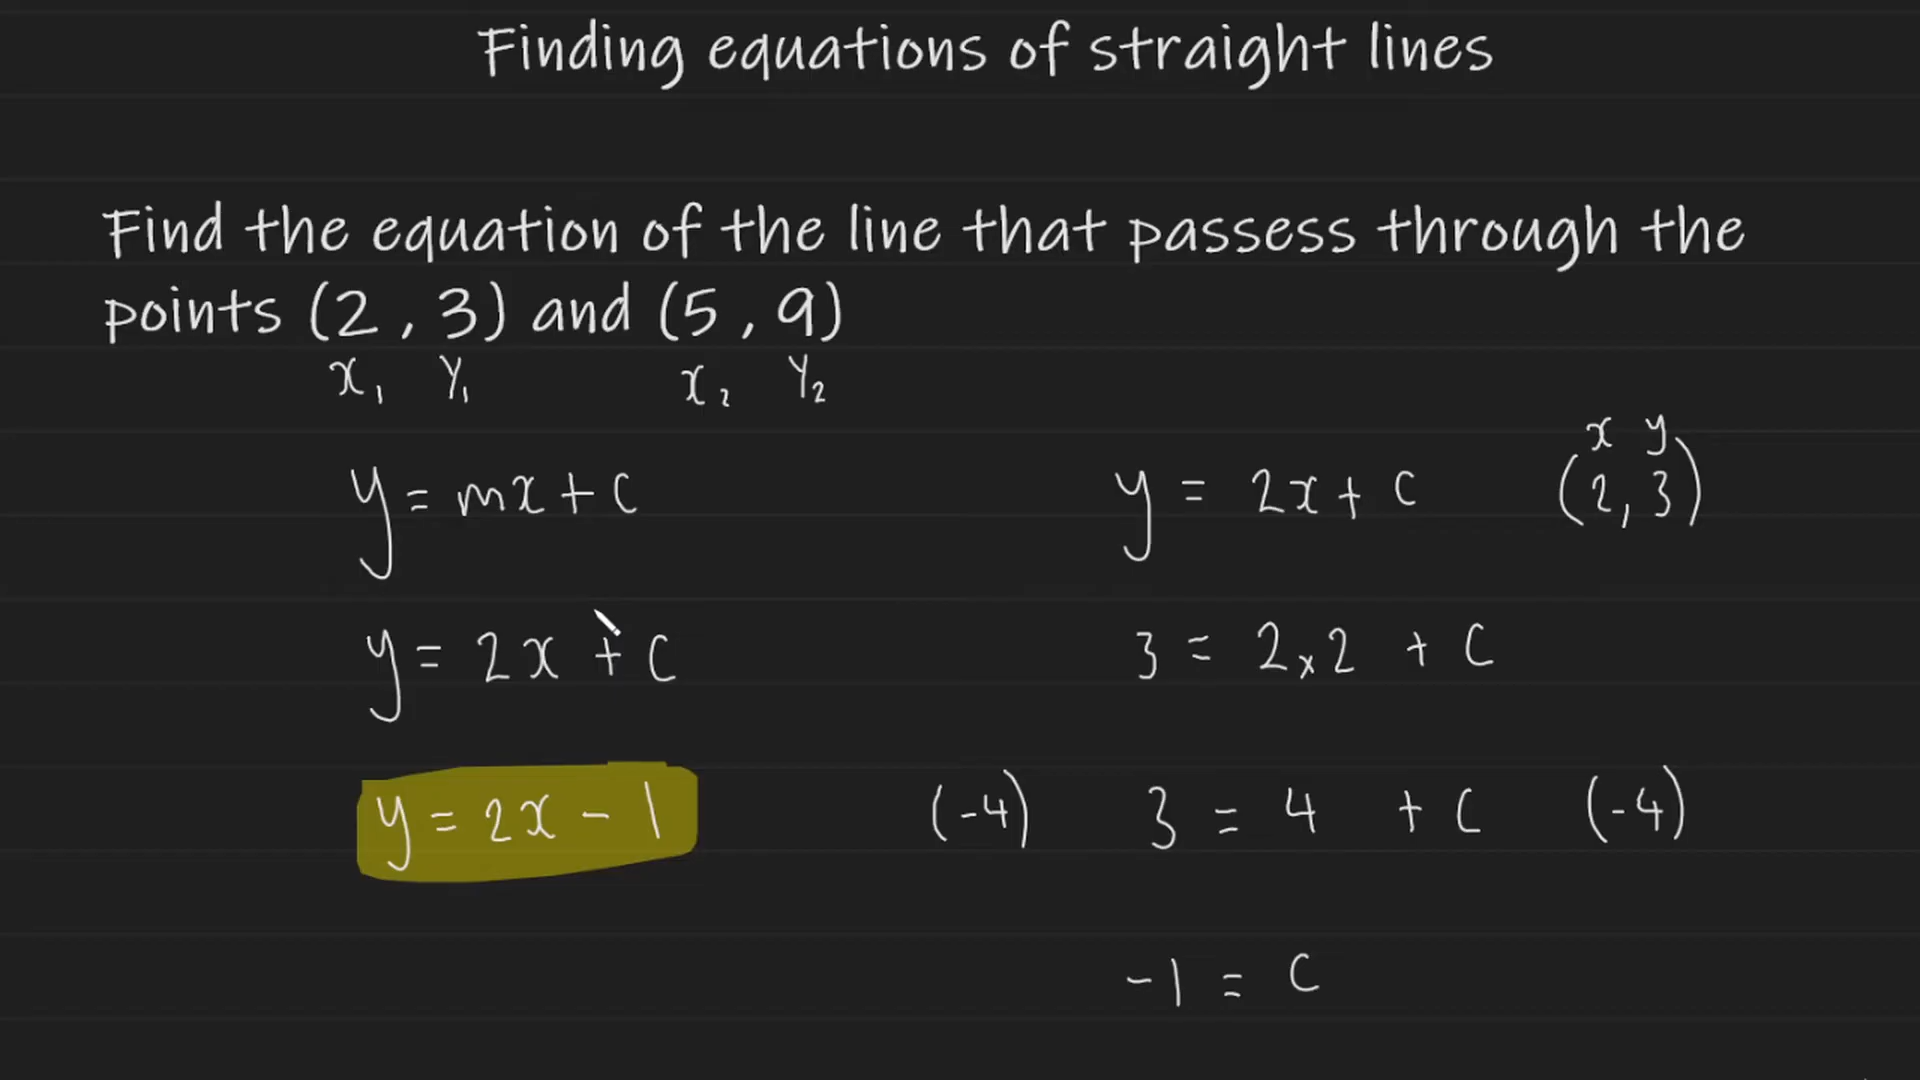 Finding equations of straight lines
Find the equation of the line that passess through the
points (2 , 3) and (5 , 9)
x₁ y₁ x₂ y₂
y = mx + c
y = 2x + c
y = 2x - 1
x y
y = 2x + c (2, 3)
3 = 2 × 2 + c
(-4) 3 = 4 + c (-4)
-1 = c